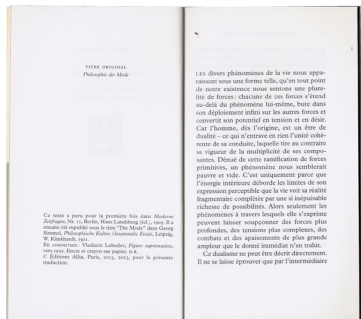 TITRE ORIGINAL
Philosophie der Mode
Ce texte a paru pour la première fois dans Moderne
Zeitfragen, Nr. 11, Berlin, Hans Landsberg (éd.), 1905. Il a
ensuite été republié sous le titre "Die Mode" dans Georg
Simmel, Philosophische Kultur. Gesammelte Essais, Leipzig,
W. Klinkhardt, 1911.
En couverture : Vladimir Lebedev, Figure suprématiste,
vers 1920. Encre et crayon sur papier. D.R.
© Éditions Allia, Paris, 2013, 2023, pour la présente
traduction.
LES divers phénomènes de la vie nous appa-
raissent sous une forme telle, qu'en tout point
de notre existence nous sentons une plura-
lité de forces : chacune de ces forces s'étend
au-delà du phénomène lui-même, bute dans
son déploiement infini sur les autres forces et
convertit son potentiel en tension et en désir.
Car l'homme, dès l'origine, est un être de
dualité – ce qui n'entrave en rien l'unité cohé-
rente de sa conduite, laquelle tire au contraire
sa vigueur de la multiplicité de ses compo-
santes. Dénué de cette ramification de forces
primitives, un phénomène nous semblerait
pauvre et vide. C'est uniquement parce que
l'énergie intérieure déborde les limites de son
expression perceptible que la vie voit sa réalité
fragmentaire complétée par une si inépuisable
richesse de possibilités. Alors seulement les
phénomènes à travers lesquels elle s'exprime
peuvent laisser soupçonner des forces plus
profondes, des tensions plus complexes, des
combats et des apaisements de plus grande
ampleur que le donné immédiat n'en trahit.
Ce dualisme ne peut être décrit directement.
Il ne se laisse éprouver que par l'intermédiaire